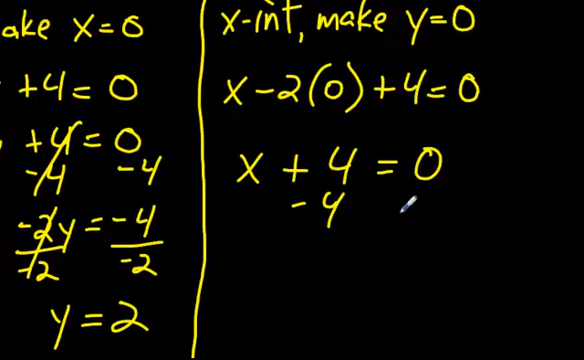 ake x=0
+4=0
+4=0
-4 -4
-2y = -4
-2 -2
y=2
x-int, make y=0
x-2(0)+4=0
x+4=0
-4